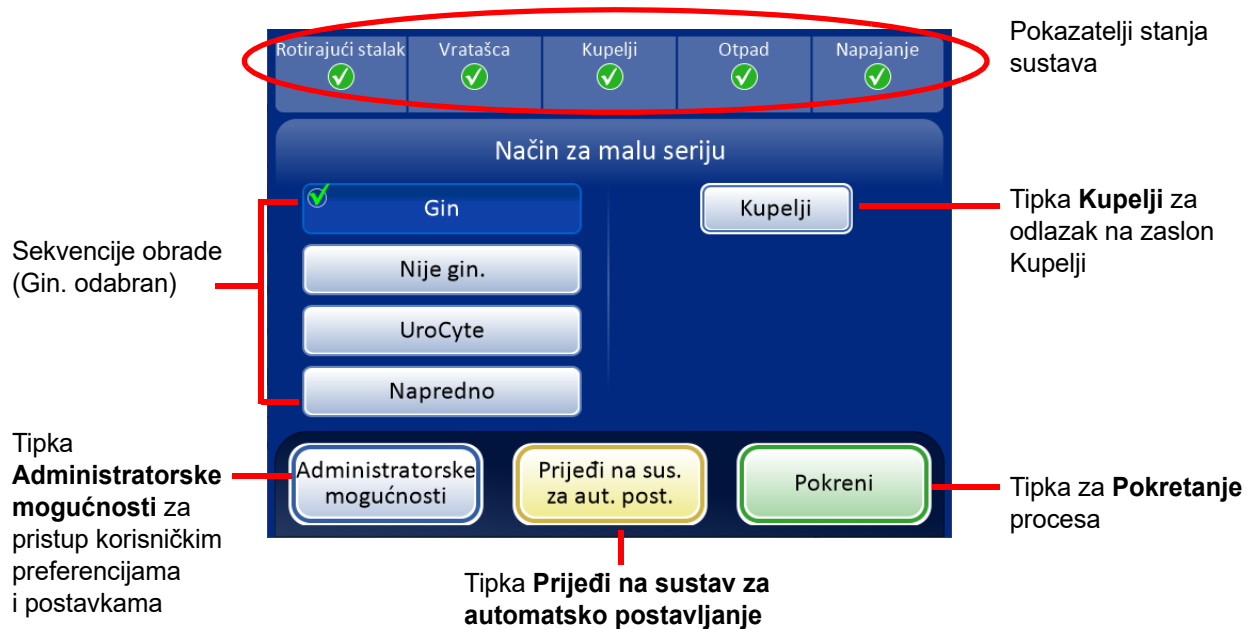 Rotirajući stalak
Vratašca
Kupelji
Otpad
Napajanje
Pokazatelji stanja
sustava
Način za malu seriju
Gin
Nije gin.
UroCyte
Napredno
Kupelji
Sekvencije obrade
(Gin. odabran)
Tipka Kupelji za
odlazak na zaslon
Kupelji
Tipka
Administratorske
mogućnosti za
pristup korisničkim
preferencijama
i postavkama
Administratorske
mogućnosti
Prijeđi na sus.
za aut. post.
Pokreni
Tipka za Pokretanje
procesa
Tipka Prijeđi na sustav za
automatsko postavljanje